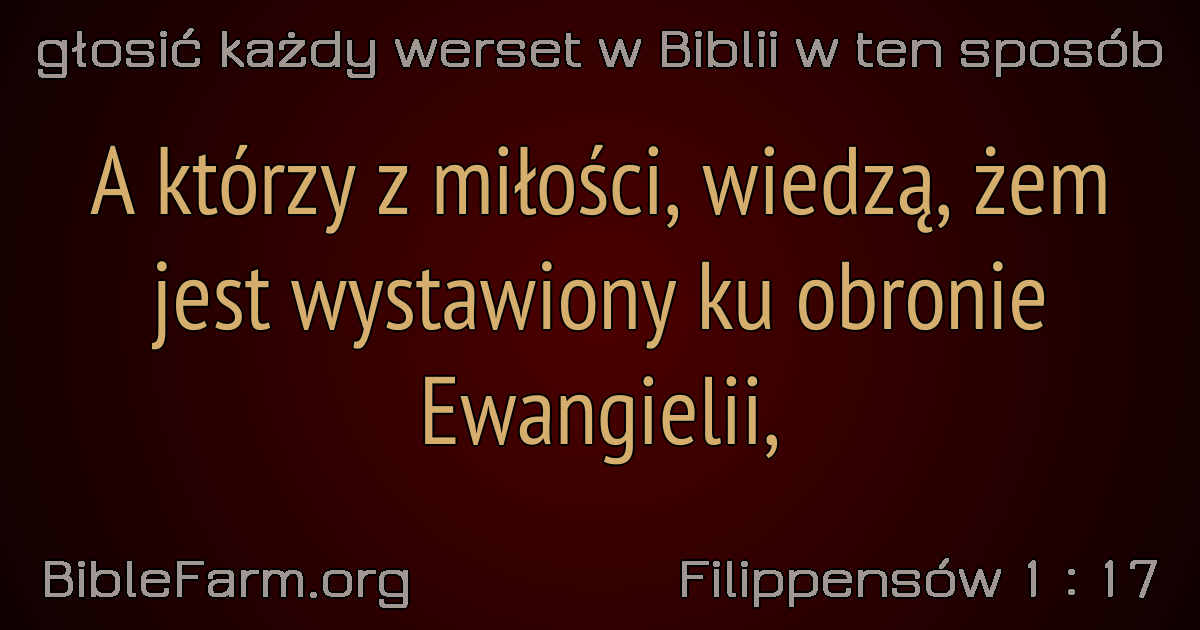 głosić każdy werset w Biblii w ten sposób
A którzy z miłości, wiedzą, żem
jest wystawiony ku obronie
Ewangielii,
BibleFarm.org
Filippensów 1 : 17